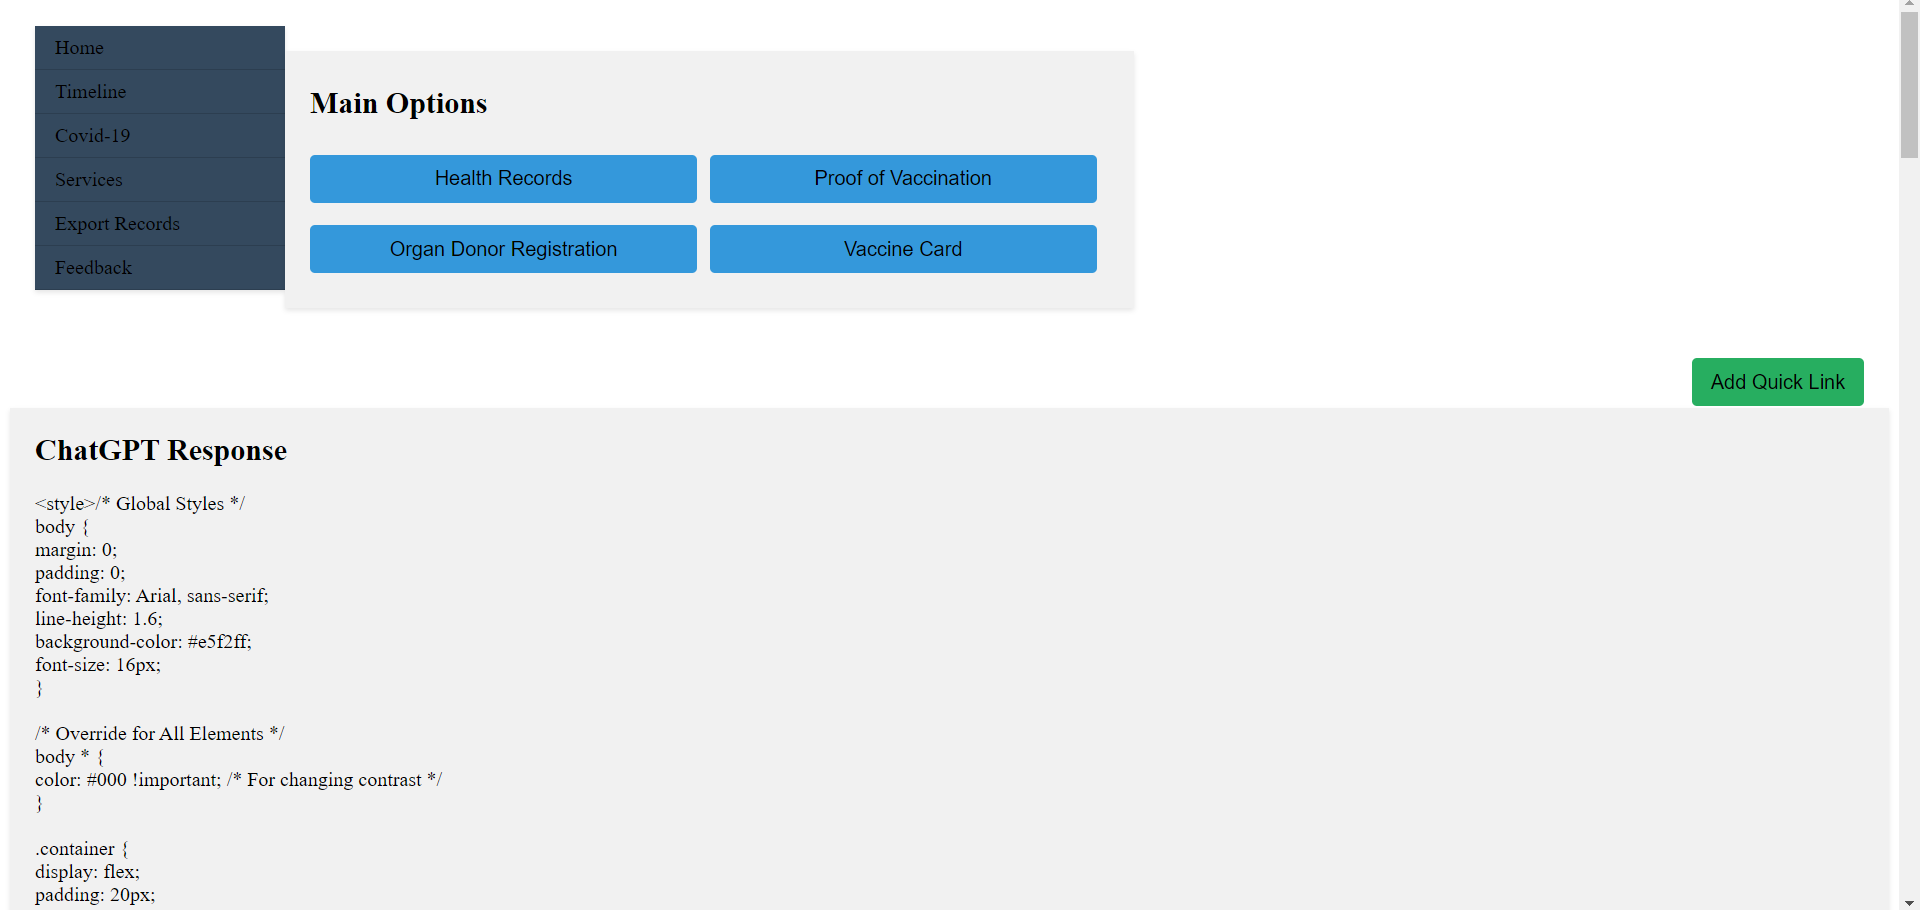 Home
Timeline
Covid-19
Services
Export Records
Feedback
Main Options
Health Records
Proof of Vaccination
Organ Donor Registration
Vaccine Card
Add Quick Link
ChatGPT Response
<style>/* Global Styles */
body {
margin: 0;
padding: 0;
font-family: Arial, sans-serif;
line-height: 1.6;
background-color: #e5f2ff;
font-size: 16px;
}
/* Override for All Elements */
body * {
color: #000 !important; /* For changing contrast */
}
.container {
display: flex;
padding: 20px;